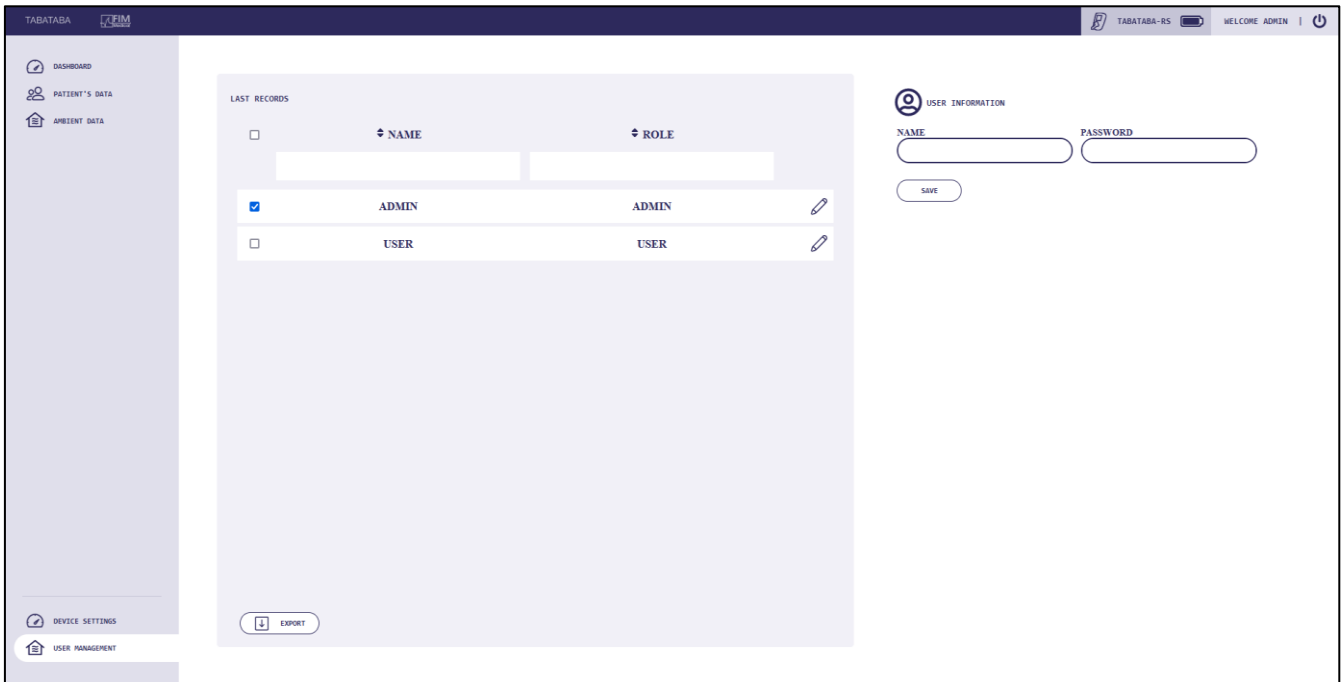 TABATABA FIM
TABATABA-RS WELCOME ADMIN |
DASHBOARD
PATIENT'S DATA
AMBIENT DATA
DEVICE SETTINGS
USER MANAGEMENT
LAST RECORDS
NAME ROLE
ADMIN ADMIN
USER USER
EXPORT
USER INFORMATION
NAME PASSWORD
SAVE